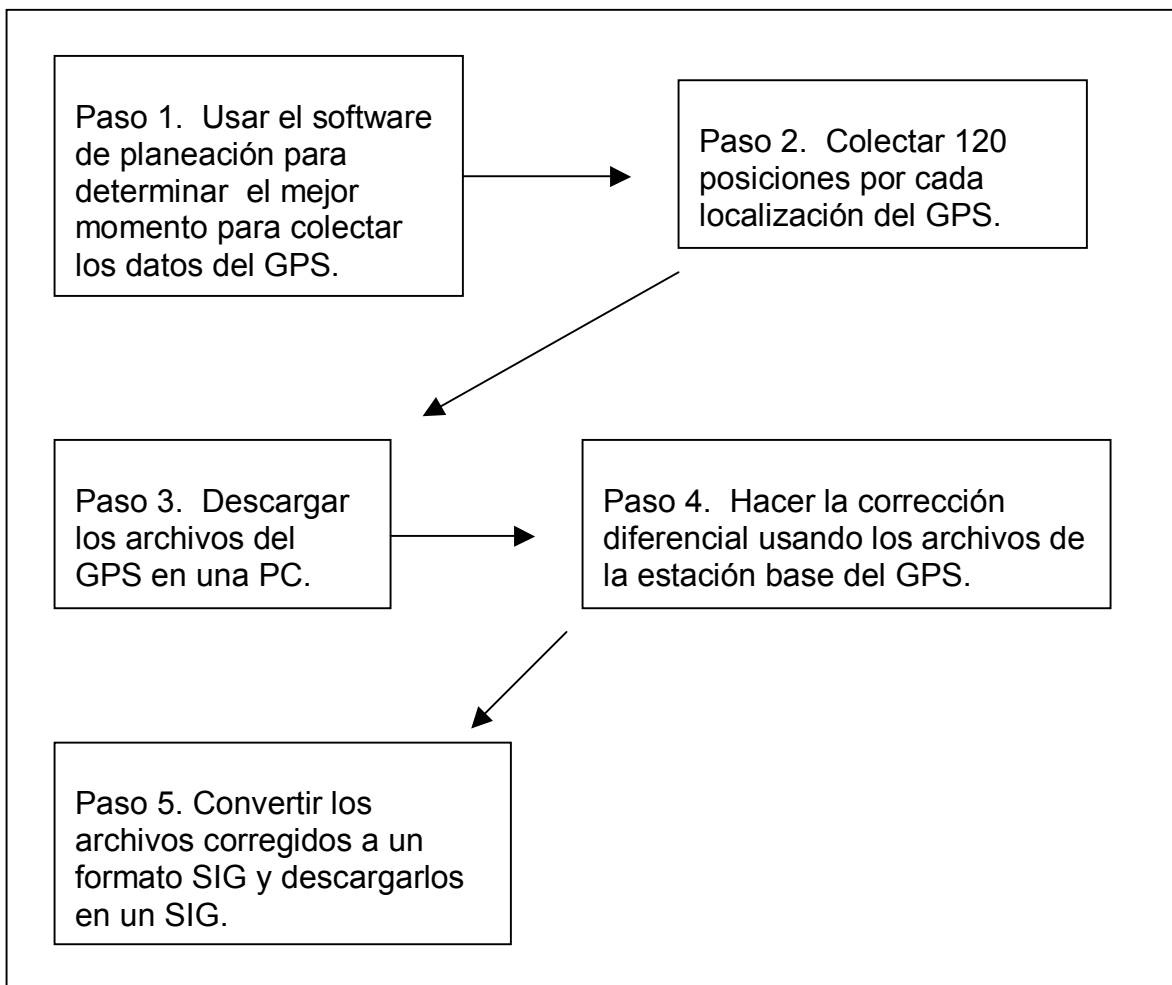 Paso 1.  Usar el software
de planeación para
determinar  el mejor
momento para colectar
los datos del GPS.
Paso 2.  Colectar 120
posiciones por cada
localización del GPS.
Paso 3.  Descargar
los archivos del
GPS en una PC.
Paso 4.  Hacer la corrección
diferencial usando los archivos de
la estación base del GPS.
Paso 5. Convertir los
archivos corregidos a un
formato SIG y descargarlos
en un SIG.